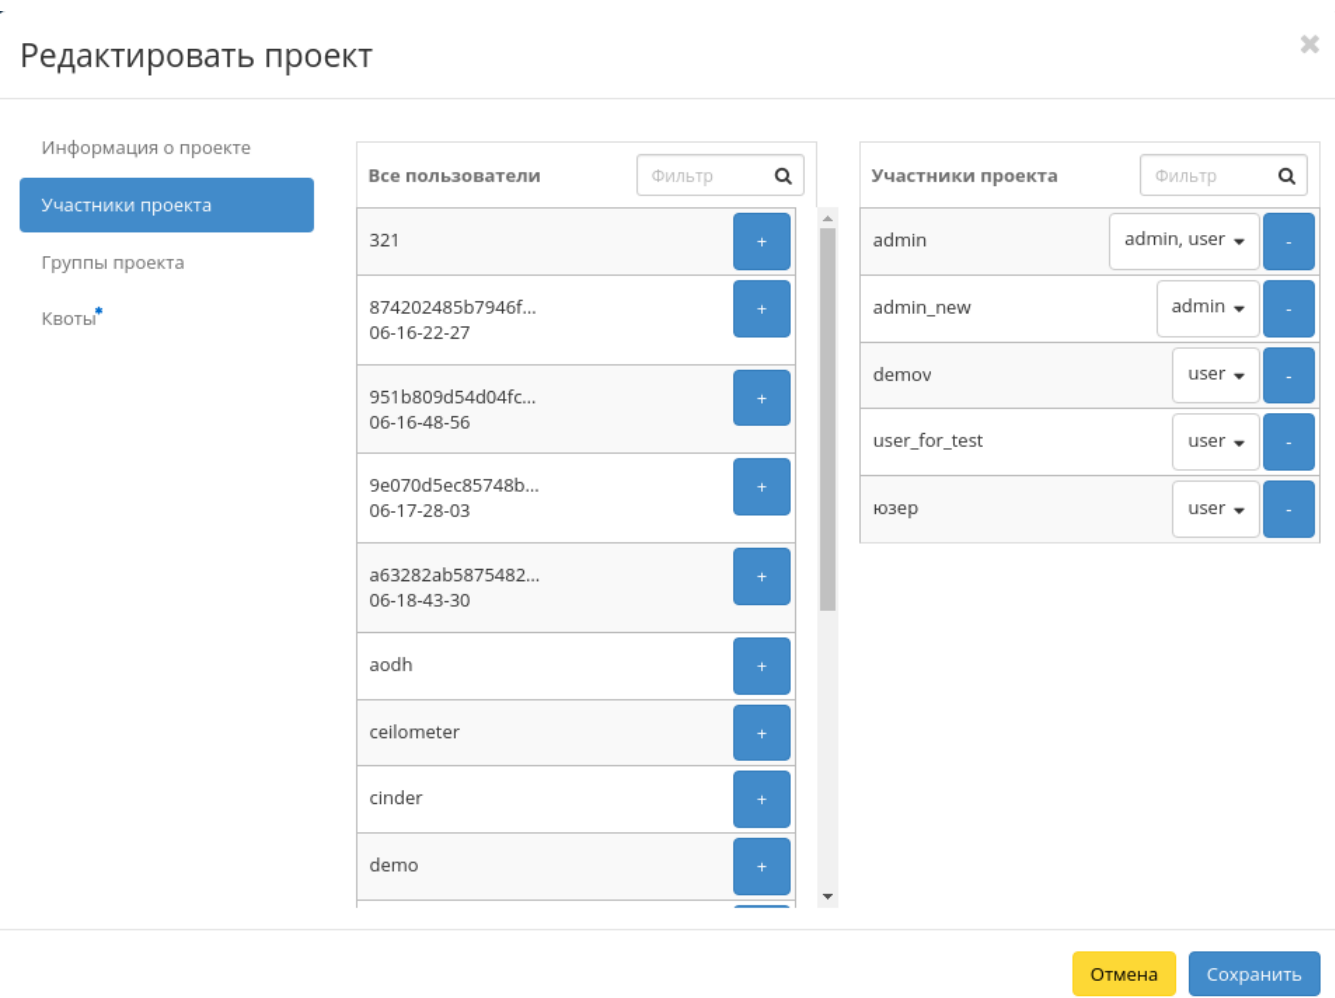 Редактировать проект
×
Информация о проекте
Участники проекта
Группы проекта
Квоты*
Все пользователи Фильтр
321 +
874202485b7946f... +
06-16-22-27
951b809d54d04fc... +
06-16-48-56
9e070d5ec85748b... +
06-17-28-03
a63282ab5875482... +
06-18-43-30
aodh +
ceilometer +
cinder +
demo +
Участники проекта Фильтр
admin admin, user -
admin_new admin -
demov user -
user_for_test user -
юзер user -
Отмена Сохранить